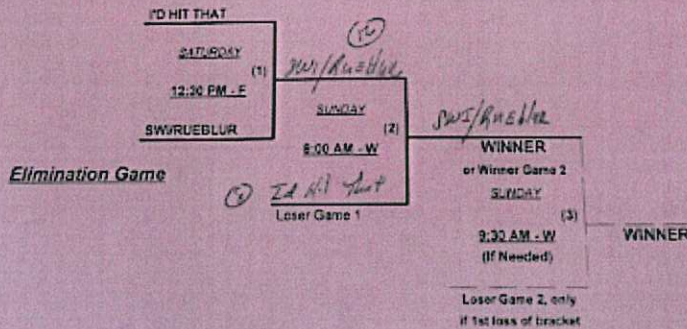 I'D HIT THAT
SATURDAY
(1)
12:30 PM - F
SWI/RUEBLUR
SWI/RUEblur
SUNDAY
(2)
8:00 AM - W
Id Hit That
Loser Game 1
Elimination Game
SWI/RUEblur
WINNER
or Winner Game 2
SUNDAY
(3)
9:30 AM - W
(If Needed)
WINNER
Loser Game 2, only
if 1st loss of bracket